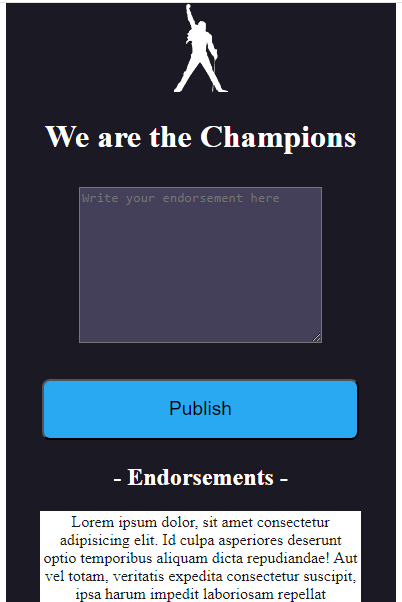 We are the Champions
Write your endorsement here
Publish
- Endorsements -
Lorem ipsum dolor, sit amet consectetur
adipisicing elit. Id culpa asperiores deserunt
optio temporibus aliquam dicta repudiandae! Aut
vel totam, veritatis expedita consectetur suscipit,
ipsa harum impedit laboriosam repellat